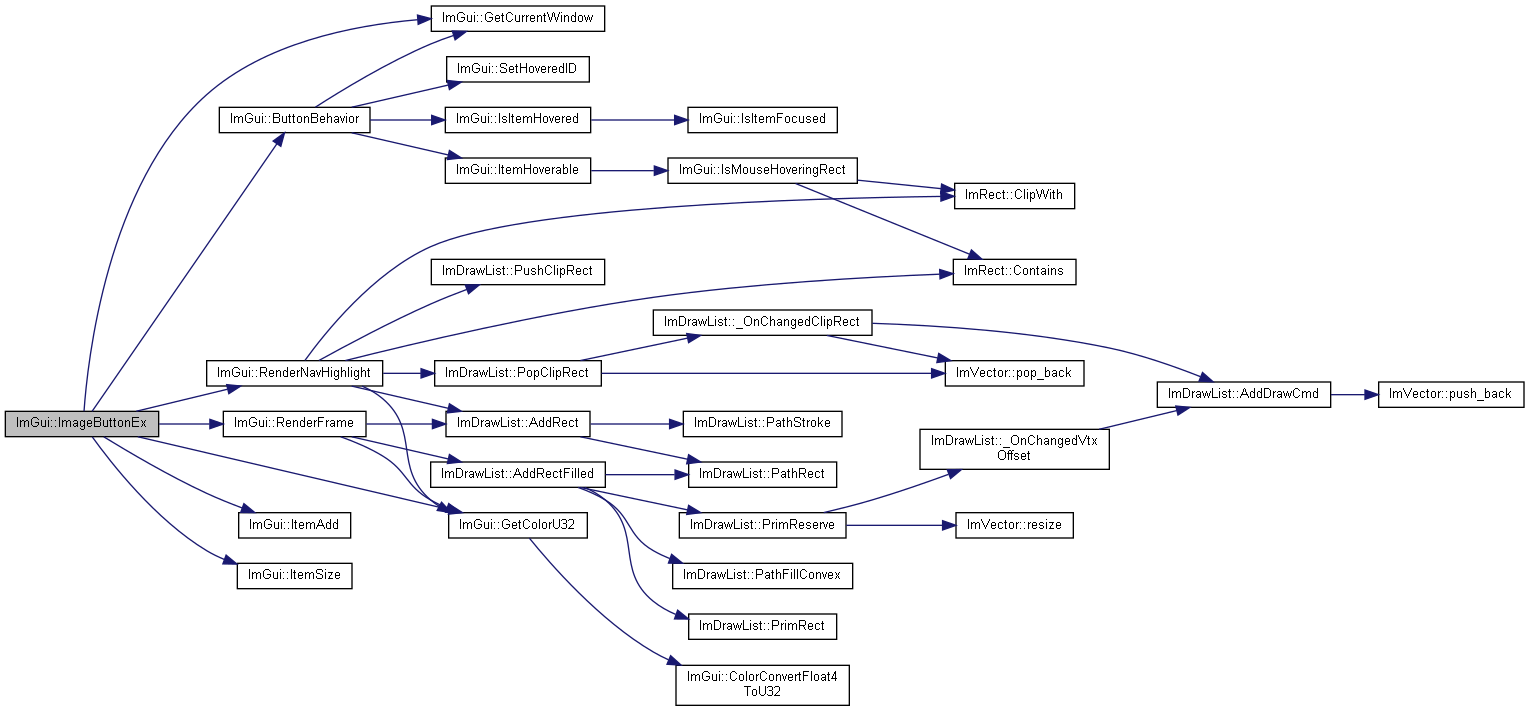 ImGui::GetCurrentWindow
ImGui::SetHoveredID
ImGui::ButtonBehavior
ImGui::IsItemHovered
ImGui::IsItemFocused
ImGui::ItemHoverable
ImGui::IsMouseHoveringRect
ImRect::ClipWith
ImDrawList::PushClipRect
ImRect::Contains
ImDrawList::_OnChangedClipRect
ImGui::RenderNavHighlight
ImDrawList::PopClipRect
ImVector::pop_back
ImDrawList::AddDrawCmd
ImVector::push_back
ImGui::ImageButtonEx
ImGui::RenderFrame
ImDrawList::AddRect
ImDrawList::PathStroke
ImDrawList::_OnChangedVtx
Offset
ImDrawList::AddRectFilled
ImDrawList::PathRect
ImGui::ItemAdd
ImGui::GetColorU32
ImDrawList::PrimReserve
ImVector::resize
ImGui::ItemSize
ImDrawList::PathFillConvex
ImDrawList::PrimRect
ImGui::ColorConvertFloat4
ToU32